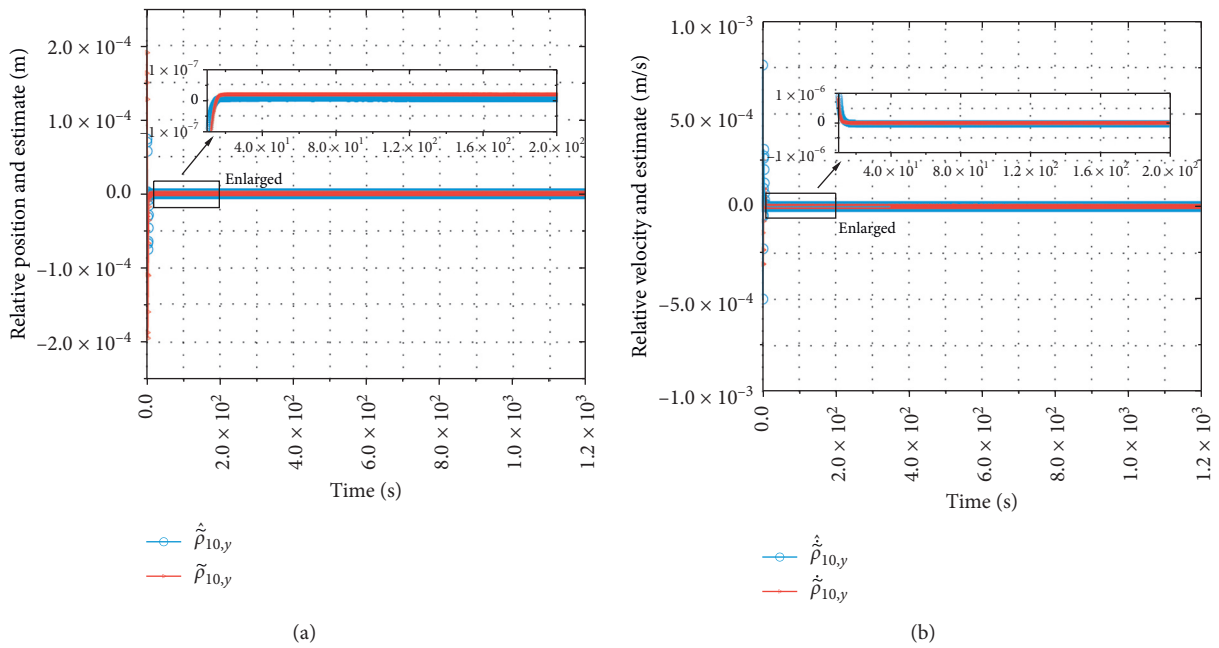 Relative position and estimate (m)
2.0 × 10⁻⁴
1.0 × 10⁻⁴
0.0
−1.0 × 10⁻⁴
−2.0 × 10⁻⁴
1 × 10⁻⁷
0
−1 × 10⁻⁷
4.0 × 10¹ 8.0 × 10¹ 1.2 × 10² 1.6 × 10² 2.0 × 10²
Enlarged
0.0 2.0 × 10² 4.0 × 10² 6.0 × 10² 8.0 × 10² 1.0 × 10³ 1.2 × 10³
Time (s)
ρ̃̂₁₀,y
ρ̃₁₀,y
(a)
Relative velocity and estimate (m/s)
1.0 × 10⁻³
5.0 × 10⁻⁴
0.0
−5.0 × 10⁻⁴
−1.0 × 10⁻³
1 × 10⁻⁶
0
−1 × 10⁻⁶
4.0 × 10¹ 8.0 × 10¹ 1.2 × 10² 1.6 × 10² 2.0 × 10²
Enlarged
0.0 2.0 × 10² 4.0 × 10² 6.0 × 10² 8.0 × 10² 1.0 × 10³ 1.2 × 10³
Time (s)
ρ̃̇̂₁₀,y
ρ̃̇₁₀,y
(b)